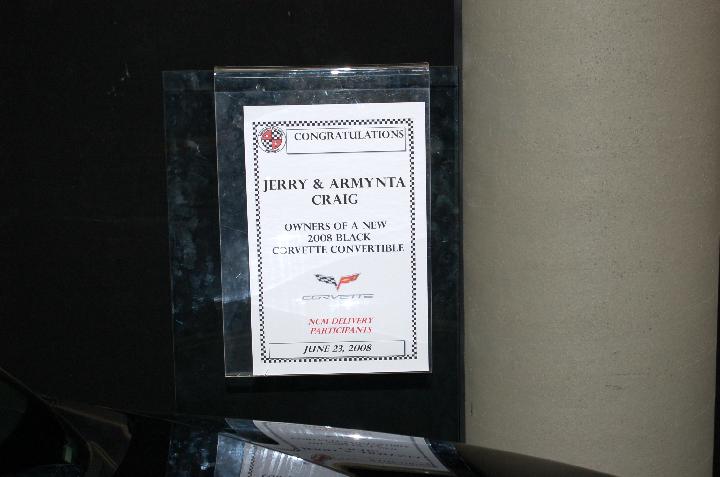 CONGRATULATIONS
JERRY & ARMYNTA
CRAIG
OWNERS OF A NEW
2008 BLACK
CORVETTE CONVERTIBLE
CORVETTE
NCM DELIVERY
PARTICIPANTS
JUNE 23, 2008